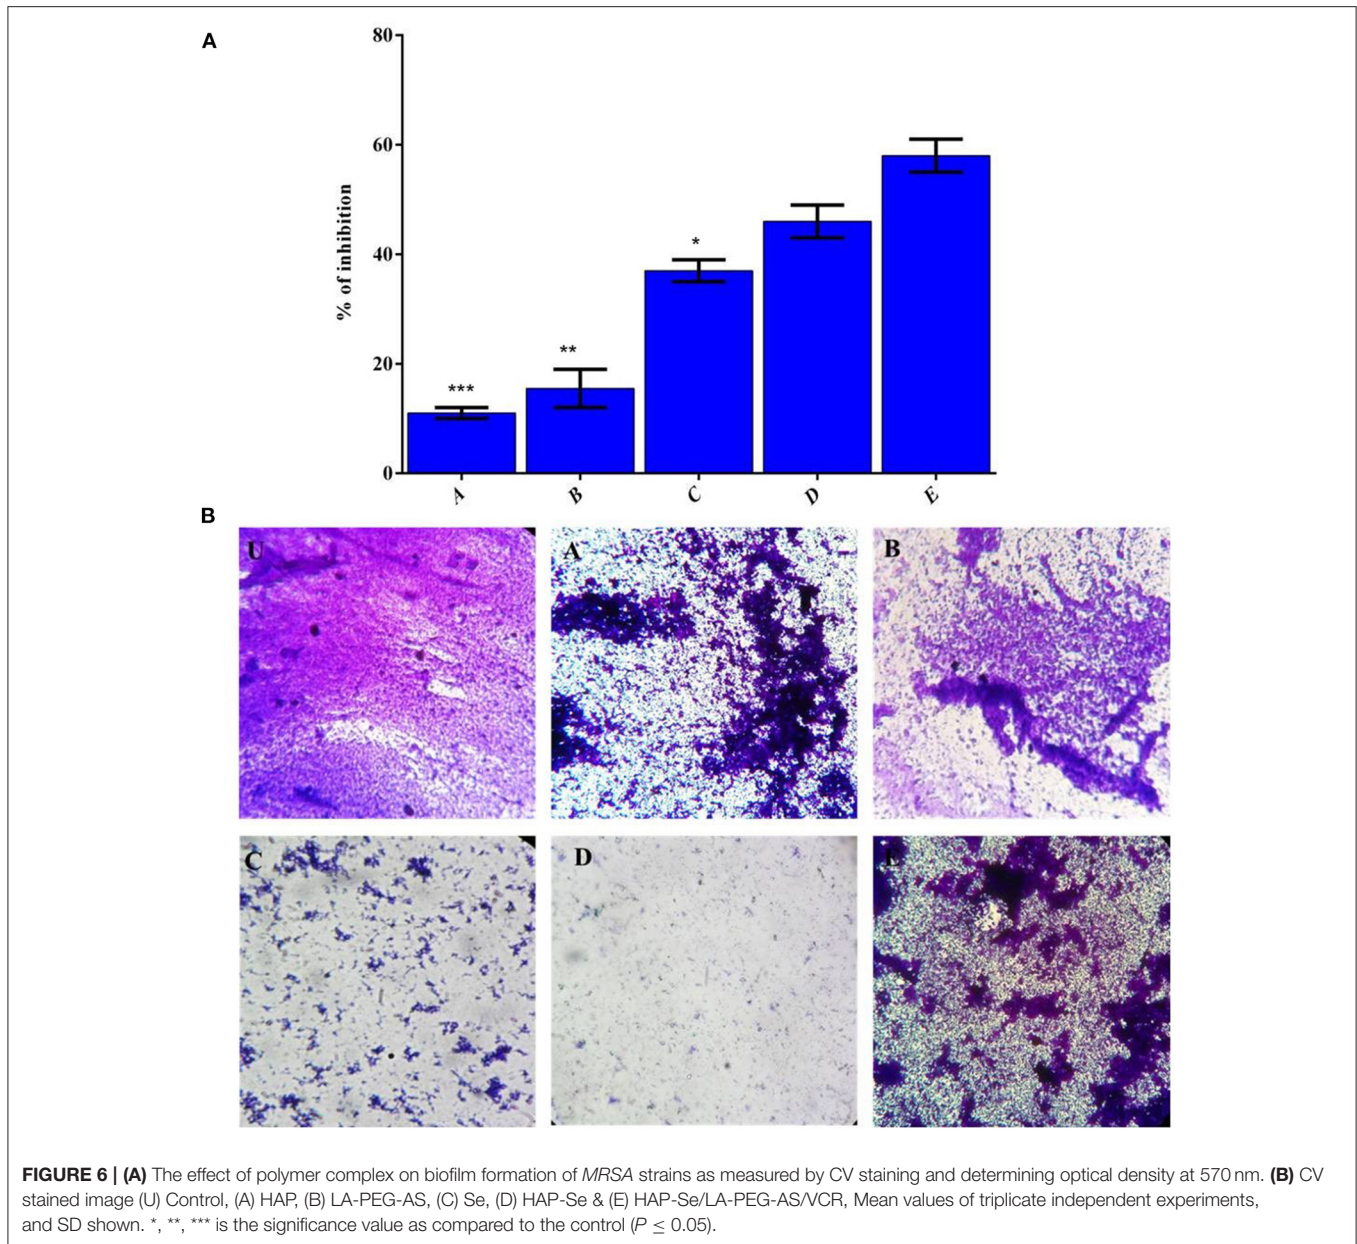 A
80
60
40
20
0
% of inhibition
***
**
*
A B C D E
B
U A B
C D E
FIGURE 6 | (A) The effect of polymer complex on biofilm formation of MRSA strains as measured by CV staining and determining optical density at 570 nm. (B) CV
stained image (U) Control, (A) HAP, (B) LA-PEG-AS, (C) Se, (D) HAP-Se & (E) HAP-Se/LA-PEG-AS/VCR, Mean values of triplicate independent experiments,
and SD shown. *, **, *** is the significance value as compared to the control (P ≤ 0.05).